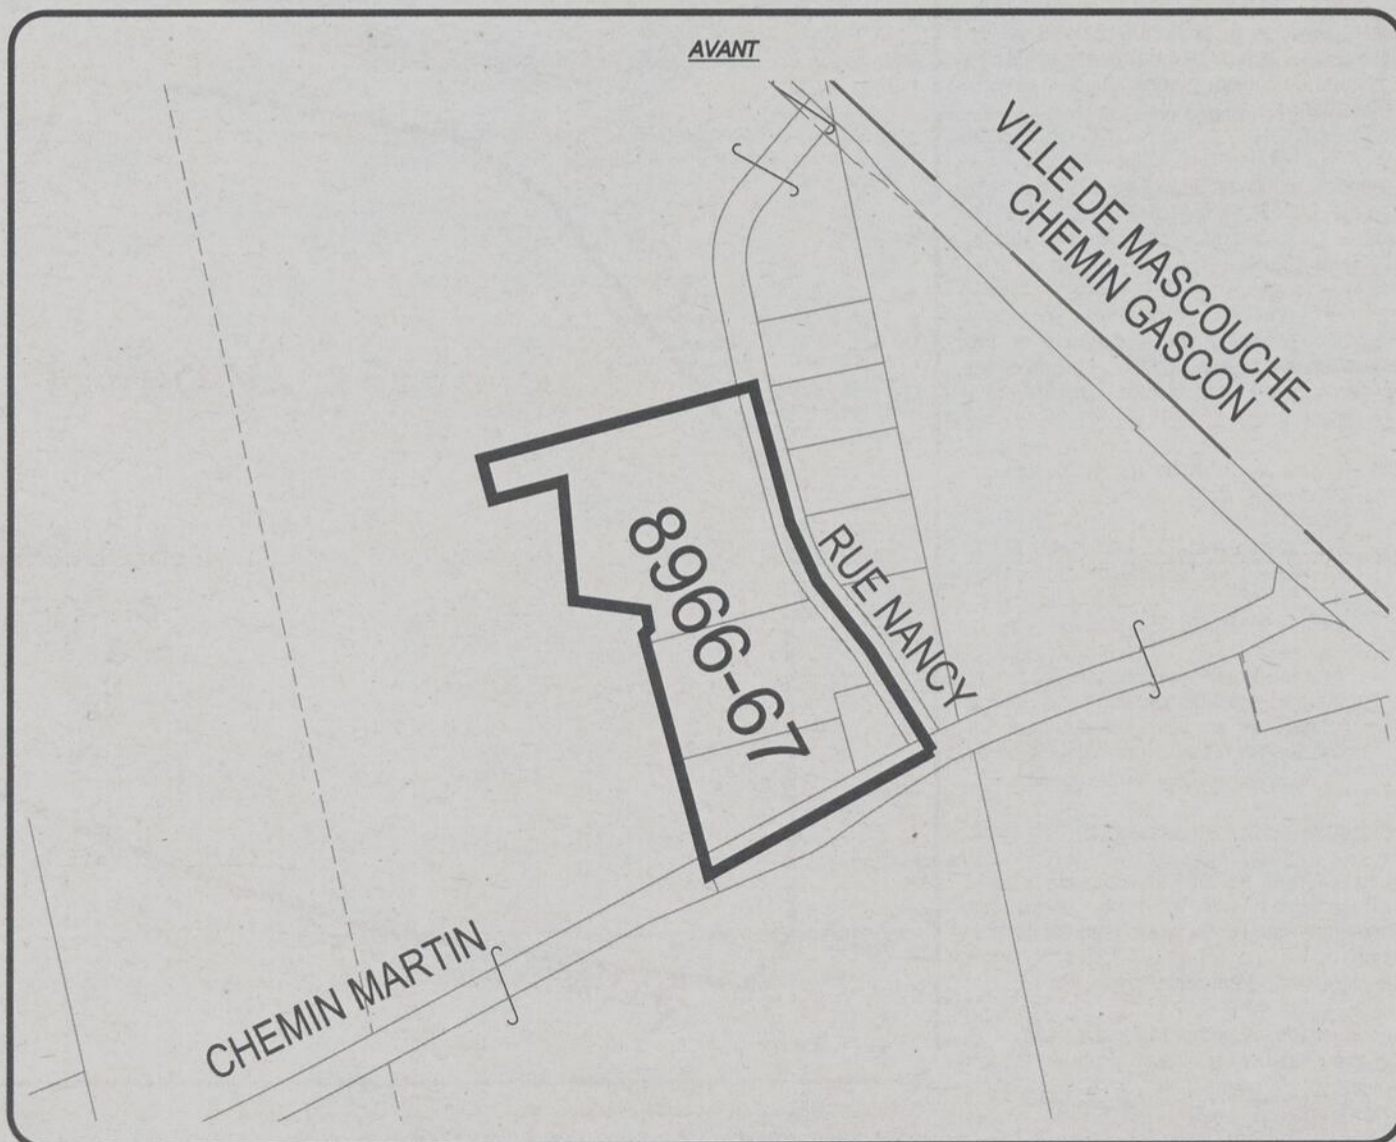 AVANT
VILLE DE MASCOUCHE
CHEMIN GASCON
8966-67
RUE NANCY
CHEMIN MARTIN